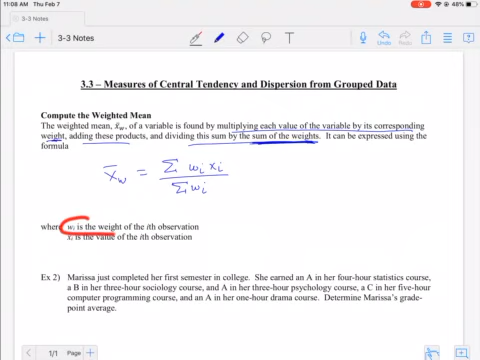 11:08 AM Thu Feb 7
48%
3-3 Notes
3-3 Notes
T
Undo
Redo
3.3 – Measures of Central Tendency and Dispersion from Grouped Data
Compute the Weighted Mean
The weighted mean, x̄w, of a variable is found by multiplying each value of the variable by its corresponding
weight, adding these products, and dividing this sum by the sum of the weights. It can be expressed using the
formula
x̄w = Σ wi xi / Σ wi
where wi is the weight of the ith observation
xi is the value of the ith observation
Ex 2) Marissa just completed her first semester in college. She earned an A in her four-hour statistics course,
a B in her three-hour sociology course, and A in her three-hour psychology course, a C in her five-hour
computer programming course, and an A in her one-hour drama course. Determine Marissa's grade-
point average.
1/1 Page